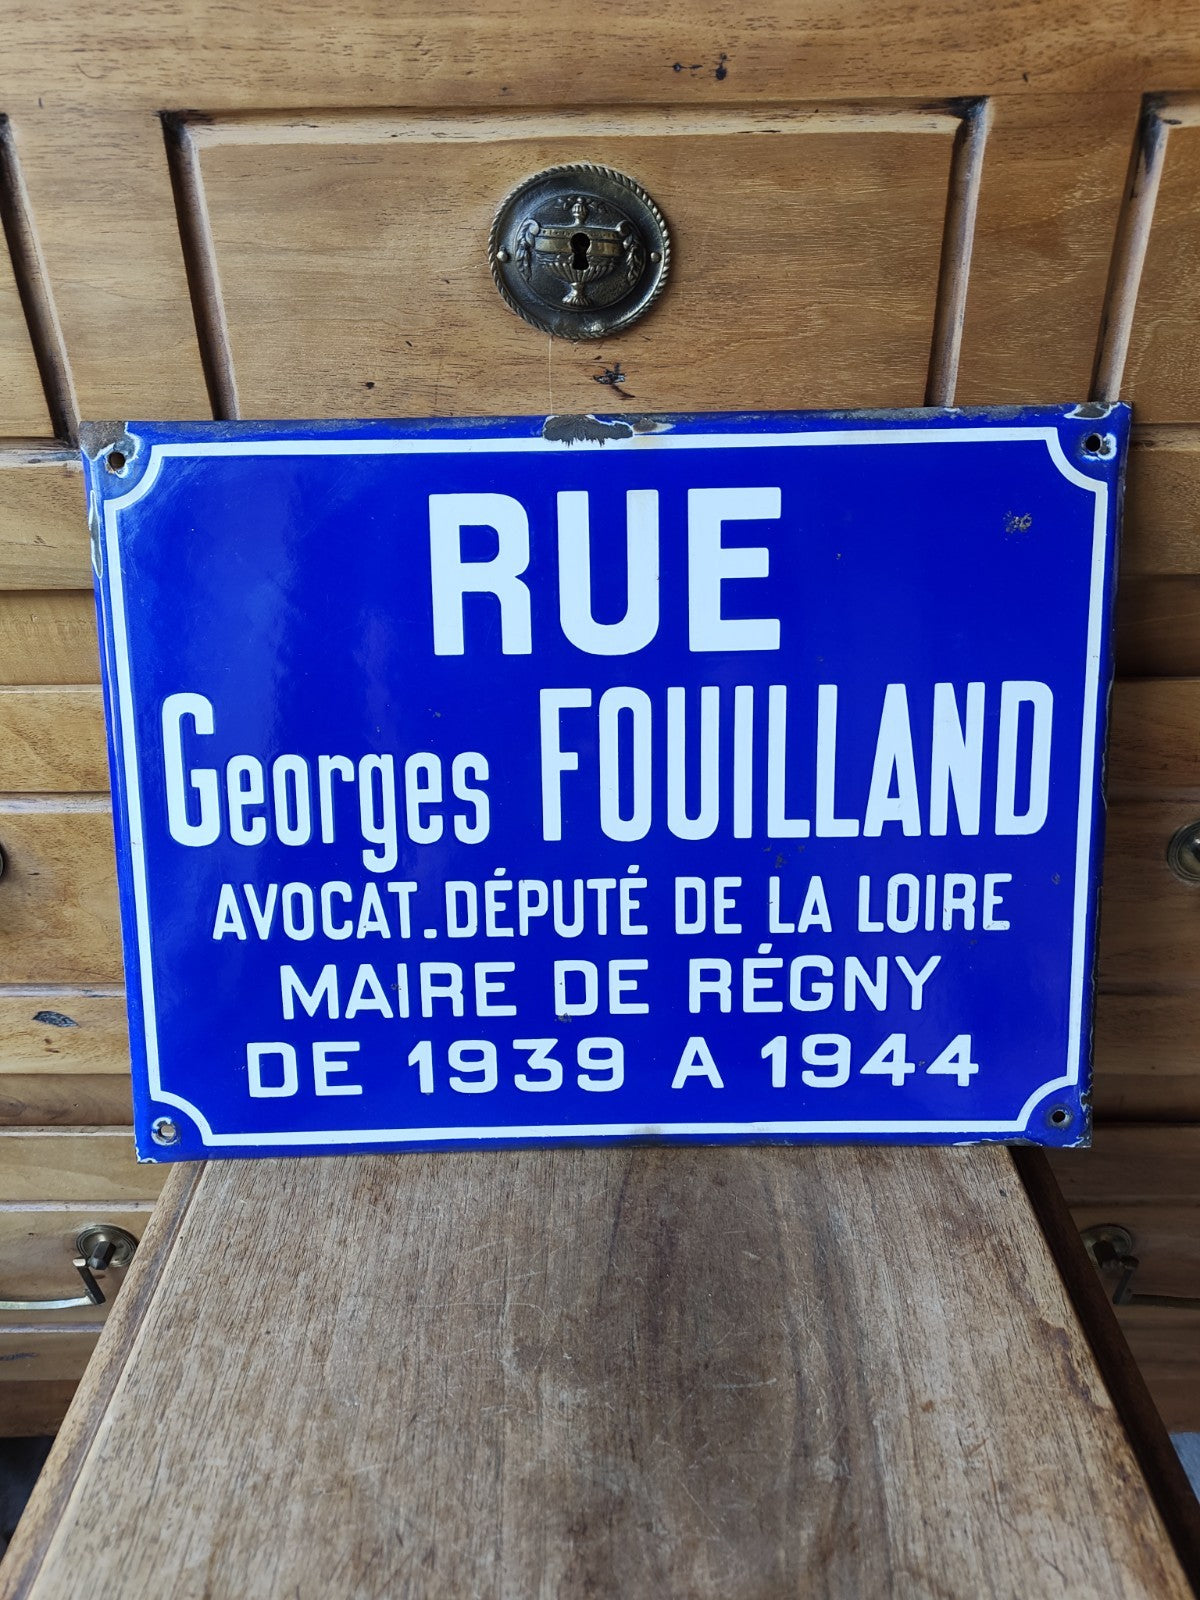 RUE
Georges FOUILLAND
AVOCAT.DÉPUTÉ DE LA LOIRE
MAIRE DE RÉGNY
DE 1939 A 1944